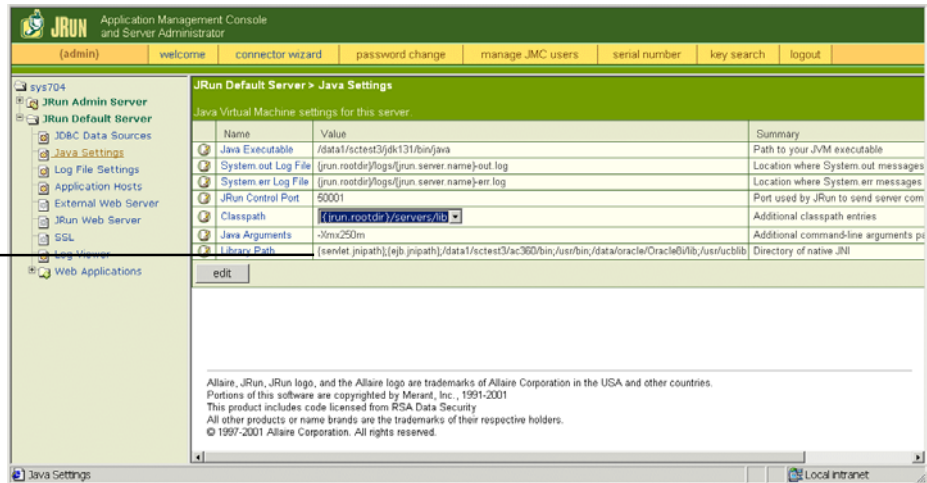 JRUN Application Management Console
and Server Administrator
(admin) welcome connector wizard password change manage JMC users serial number key search logout
sys704
JRun Admin Server
JRun Default Server
JDBC Data Sources
Java Settings
Log File Settings
Application Hosts
External Web Server
JRun Web Server
SSL
Log Viewer
Web Applications
JRun Default Server > Java Settings
Java Virtual Machine settings for this server.
Name Value Summary
Java Executable /data1/sctest3/jdk131/bin/java Path to your JVM executable
System.out Log File {jrun.rootdir}/logs/{jrun.server.name}-out.log Location where System.out messages
System.err Log File {jrun.rootdir}/logs/{jrun.server.name}-err.log Location where System.err messages
JRun Control Port 50001 Port used by JRun to send server com
Classpath {jrun.rootdir}/servers/lib Additional classpath entries
Java Arguments -Xmx250m Additional command-line arguments pa
Library Path {servlet.jnipath};{ejb.jnipath};/data1/sctest3/ac360/bin;/usr/bin;/data/oracle/Oracle8i/lib;/usr/ucblib Directory of native JNI
edit
Allaire, JRun, JRun logo, and the Allaire logo are trademarks of Allaire Corporation in the USA and other countries.
Portions of this software are copyrighted by Merant, Inc., 1991-2001
This product includes code licensed from RSA Data Security
All other products or name brands are the trademarks of their respective holders.
© 1997-2001 Allaire Corporation. All rights reserved.
Java Settings Local intranet